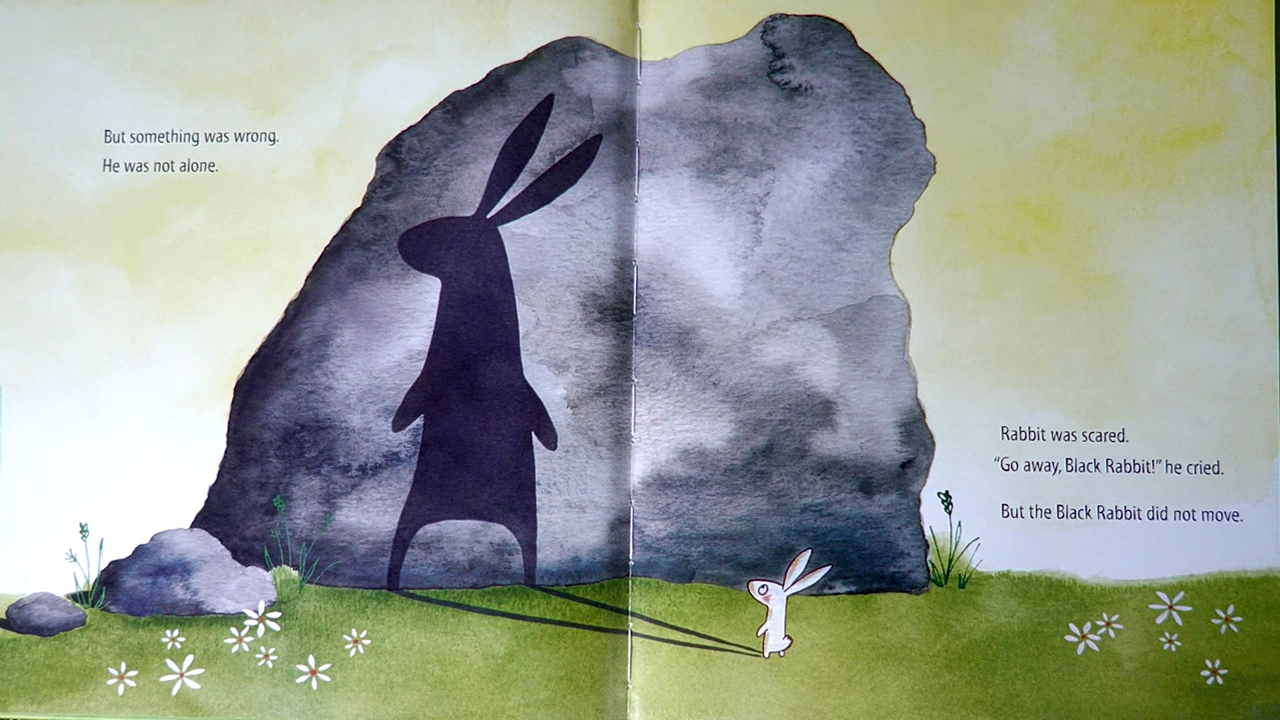 But something was wrong.
He was not alone.
Rabbit was scared.
“Go away, Black Rabbit!” he cried.
But the Black Rabbit did not move.